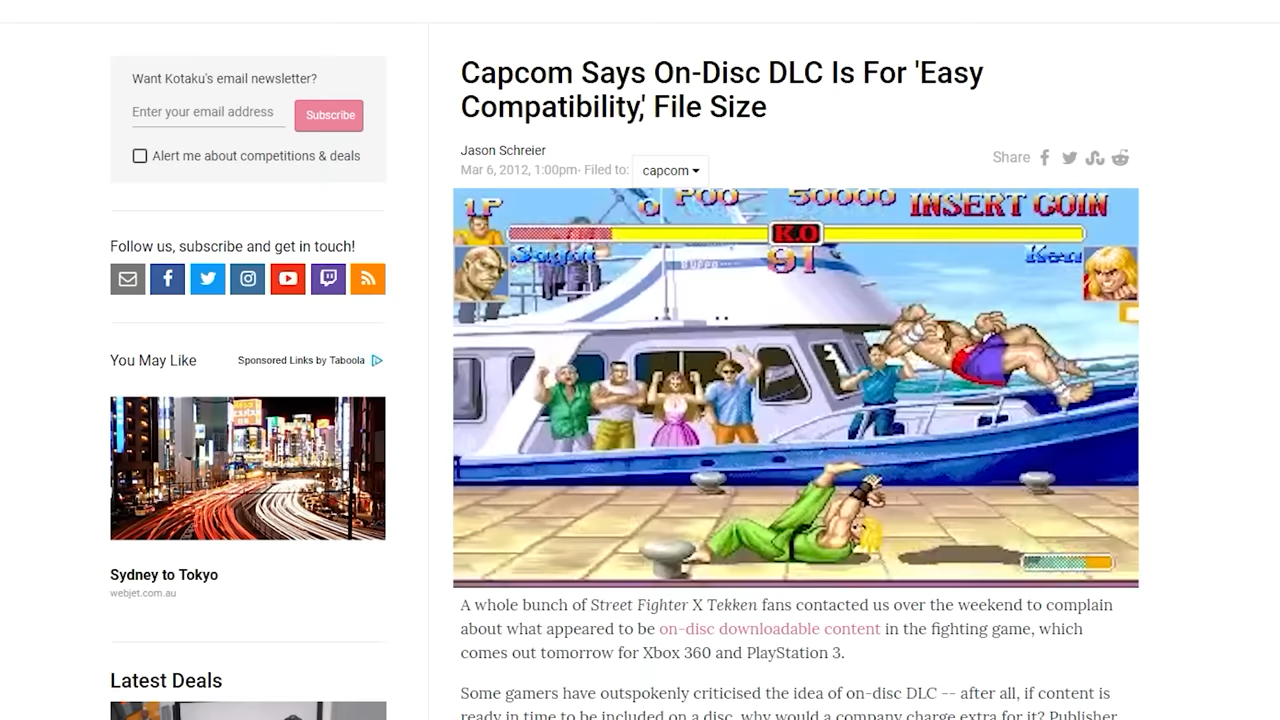 Want Kotaku's email newsletter?
Enter your email address
Subscribe
Alert me about competitions & deals
Follow us, subscribe and get in touch!
You May Like
Sponsored Links by Taboola
Sydney to Tokyo
webjet.com.au
Latest Deals
Capcom Says On-Disc DLC Is For 'Easy
Compatibility,' File Size
Jason Schreier
Mar 6, 2012, 1:00pm· Filed to:
capcom
Share
1P
0
50000
INSERT COIN
K.O
Sagat
91
Ken
A whole bunch of Street Fighter X Tekken fans contacted us over the weekend to complain
about what appeared to be on-disc downloadable content in the fighting game, which
comes out tomorrow for Xbox 360 and PlayStation 3.
Some gamers have outspokenly criticised the idea of on-disc DLC -- after all, if content is
ready in time to be included on a disc, why would a company charge extra for it? Publisher